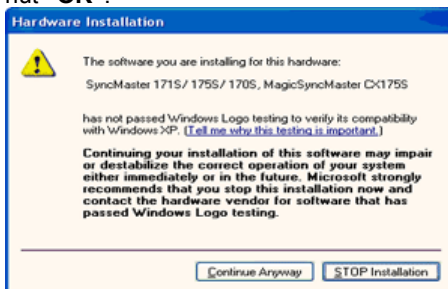 "OK".
Hardware Installation
The software you are installing for this hardware:
SyncMaster 171S/ 175S/ 170S, MagicSyncMaster CX175S
has not passed Windows Logo testing to verify its compatibility
with Windows XP. (Tell me why this testing is important.)
Continuing your installation of this software may impair
or destabilize the correct operation of your system
either immediately or in the future. Microsoft strongly
recommends that you stop this installation now and
contact the hardware vendor for software that has
passed Windows Logo testing.
Continue Anyway STOP Installation